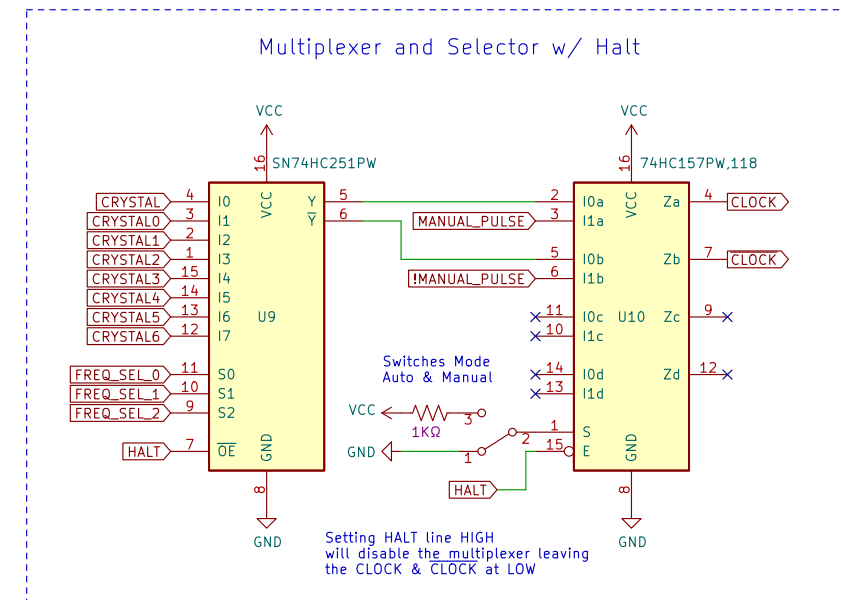 Multiplexer and Selector w/ Halt
VCC
VCC
16
SN74HC251PW
16
74HC157PW,118
CRYSTAL 4 I0 VCC Y 5
2 I0a VCC Za 4 CLOCK
CRYSTAL0 3 I1 Y̅ 6
MANUAL_PULSE 3 I1a
CRYSTAL1 2 I2
CRYSTAL2 1 I3
5 I0b Zb 7 C̅L̅O̅C̅K̅
CRYSTAL3 15 I4
!MANUAL_PULSE 6 I1b
CRYSTAL4 14 I5
CRYSTAL5 13 I6 U9
11 I0c U10 Zc 9
CRYSTAL6 12 I7
10 I1c
Switches Mode
Auto & Manual
FREQ_SEL_0 11 S0
14 I0d Zd 12
FREQ_SEL_1 10 S1
13 I1d
FREQ_SEL_2 9 S2
VCC 1KΩ 3
2 1 S
HALT 7 O̅E̅ GND
GND 1
15 E GND
HALT
8
8
GND
GND
Setting HALT line HIGH
will disable the multiplexer leaving
the CLOCK & C̅L̅O̅C̅K̅ at LOW